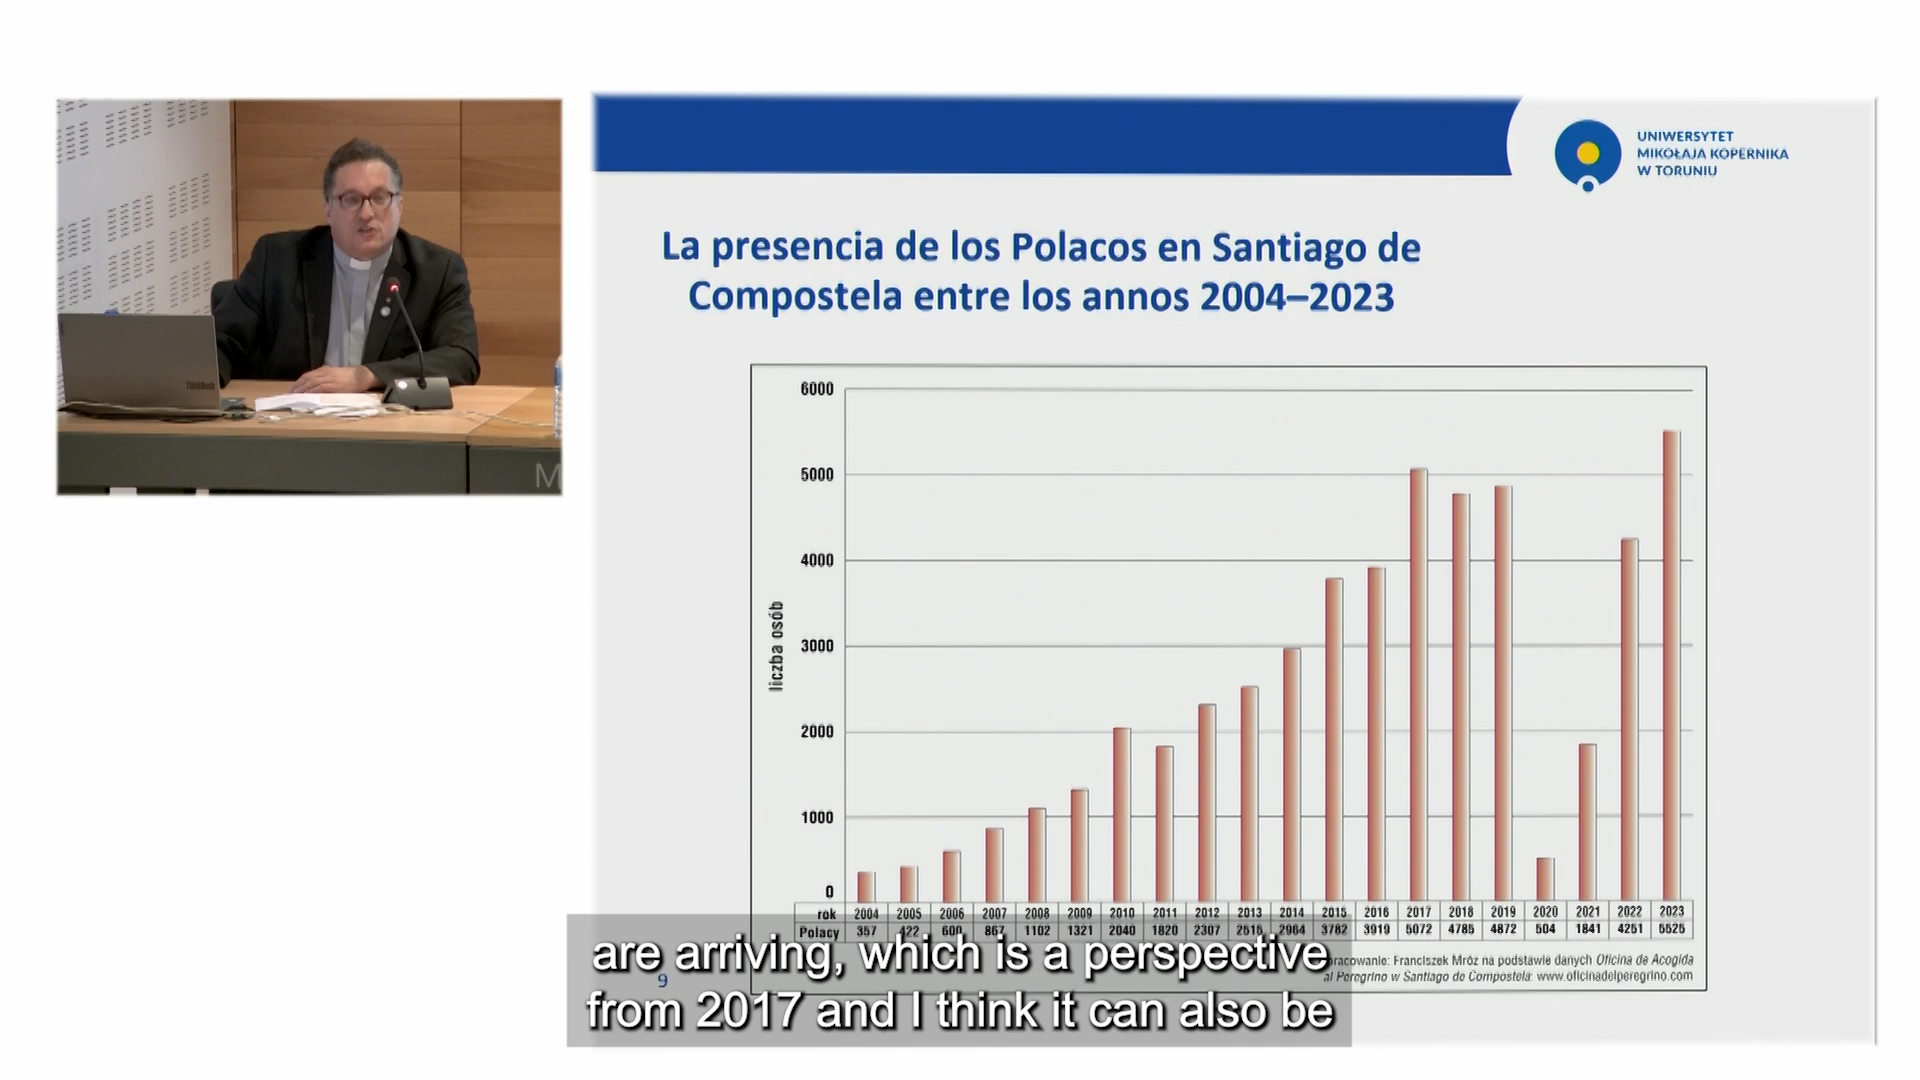 UNIWERSYTET
MIKOŁAJA KOPERNIKA
W TORUNIU
La presencia de los Polacos en Santiago de
Compostela entre los annos 2004–2023
6000
5000
4000
3000
2000
1000
0
liczba osób
rok 2004 2005 2006 2007 2008 2009 2010 2011 2012 2013 2014 2015 2016 2017 2018 2019 2020 2021 2022 2023
Polacy 357 422 600 867 1102 1321 2040 1820 2307 2515 2964 3782 3919 5072 4785 4872 504 1841 4251 5525
Franciszek Mróz na podstawie danych Oficina de Acogida
al Peregrino w Santiago de Compostela: www.oficinadelperegrino.com
9
are arriving, which is a perspective
from 2017 and I think it can also be
ThinkBook
M